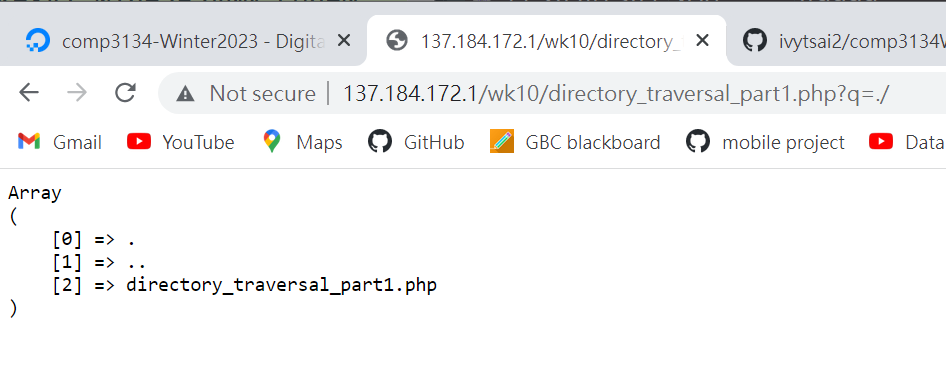 comp3134-Winter2023 - Digita
137.184.172.1/wk10/directory_
ivytsai2/comp3134W
Not secure | 137.184.172.1/wk10/directory_traversal_part1.php?q=./
Gmail YouTube Maps GitHub GBC blackboard mobile project Data
Array
(
[0] => .
[1] => ..
[2] => directory_traversal_part1.php
)